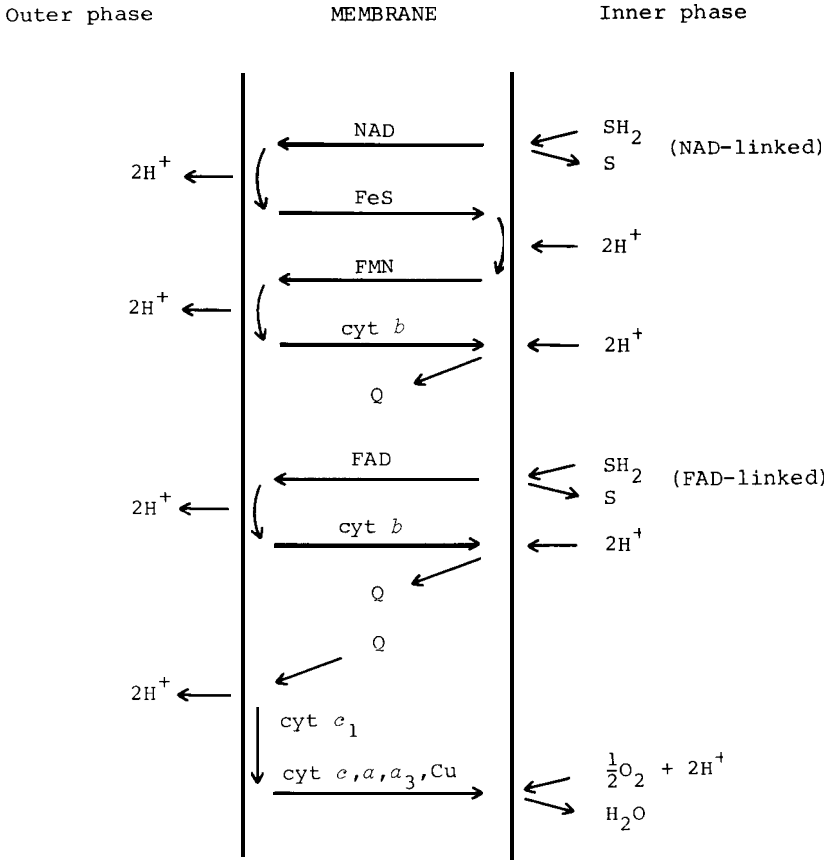 Outer phase MEMBRANE Inner phase
NAD
SH₂ (NAD-linked)
S
2H⁺
FeS
2H⁺
FMN
2H⁺
cyt b
2H⁺
Q
FAD
SH₂ (FAD-linked)
S
2H⁺
cyt b
2H⁺
Q
Q
2H⁺
cyt c₁
cyt c,a,a₃,Cu
½O₂ + 2H⁺
H₂O